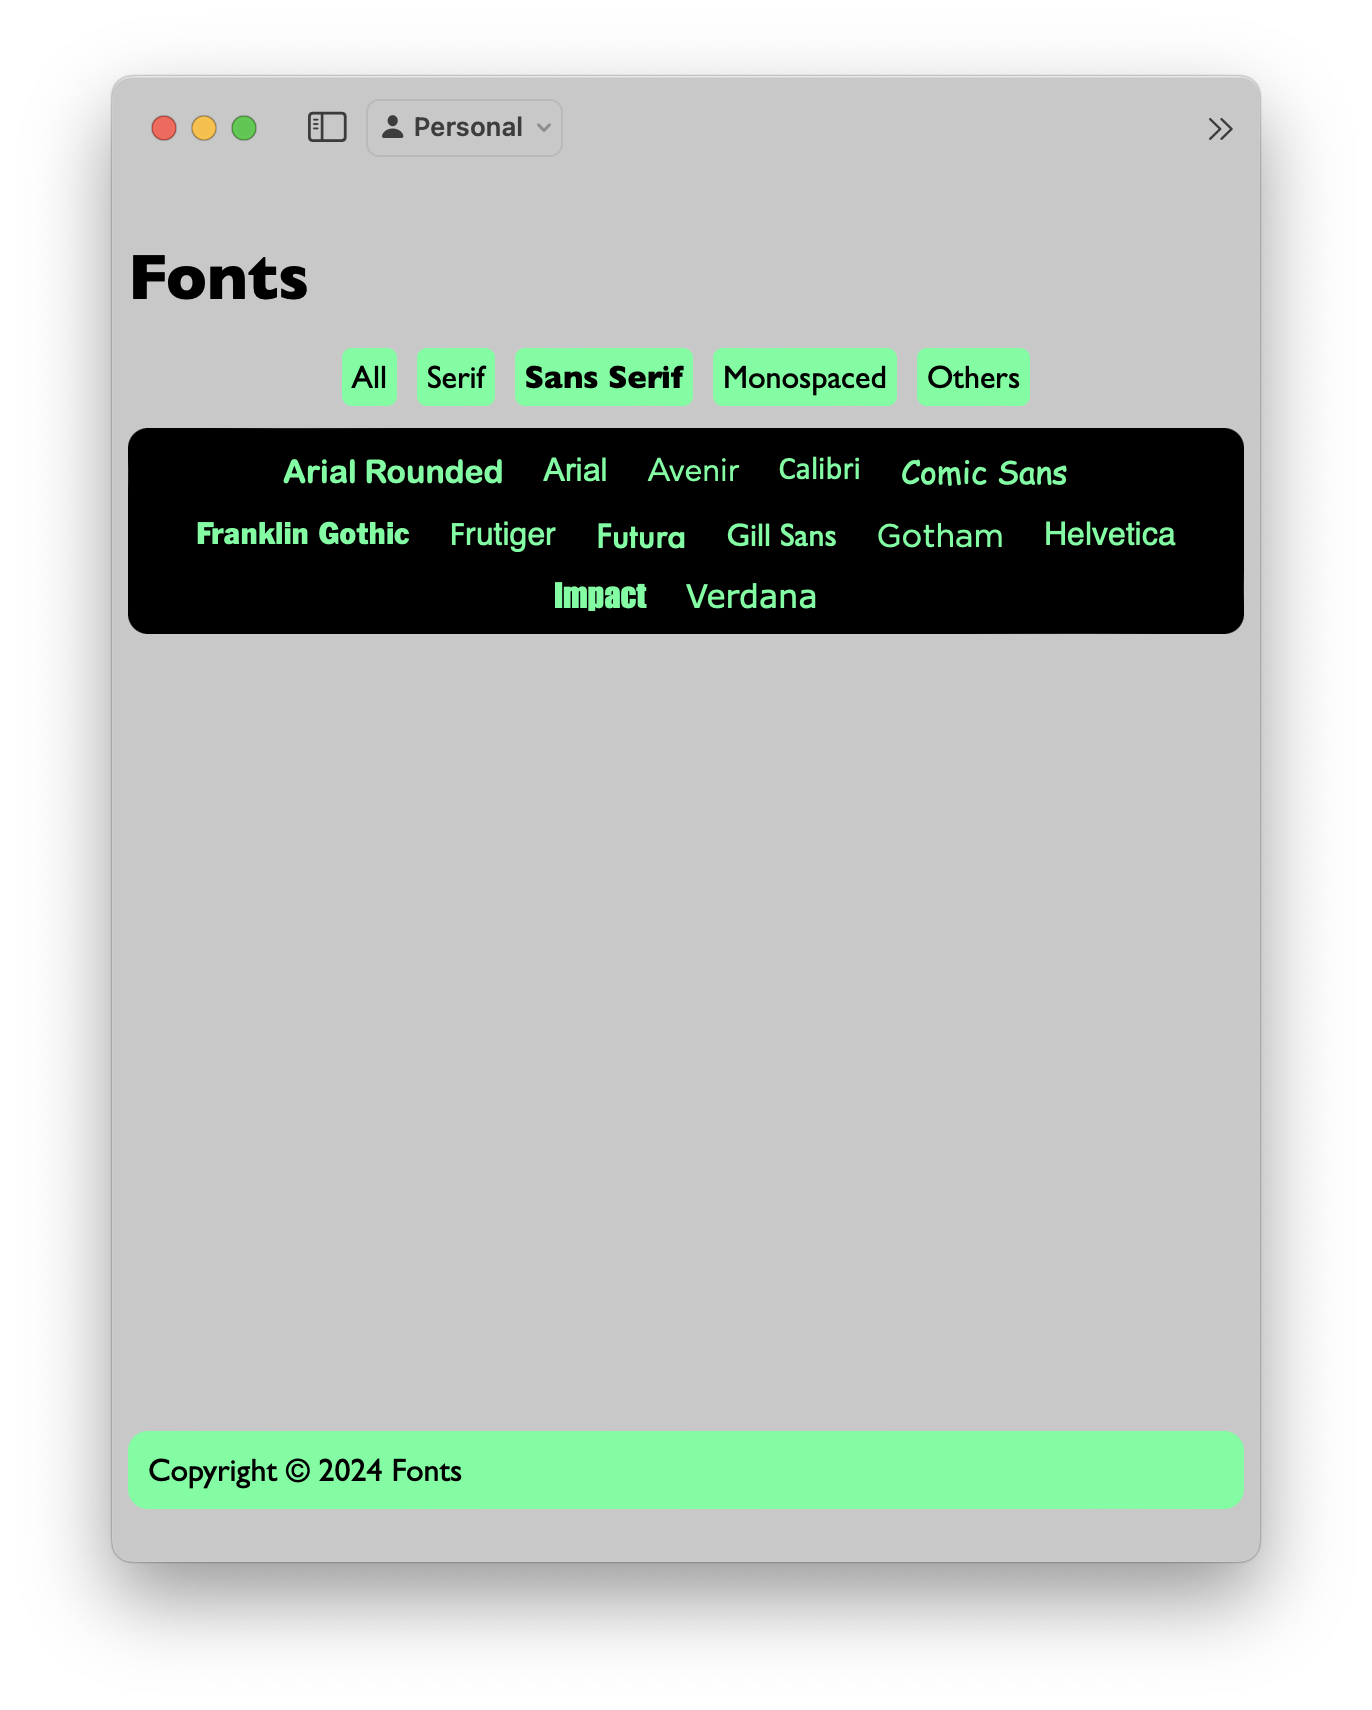 Personal
Fonts
All Serif Sans Serif Monospaced Others
Arial Rounded Arial Avenir Calibri Comic Sans
Franklin Gothic Frutiger Futura Gill Sans Gotham Helvetica
Impact Verdana
Copyright © 2024 Fonts